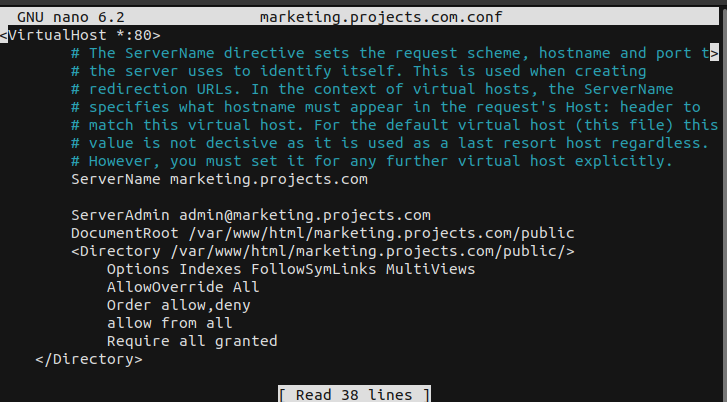 GNU nano 6.2 marketing.projects.com.conf
<VirtualHost *:80>
# The ServerName directive sets the request scheme, hostname and port t>
# the server uses to identify itself. This is used when creating
# redirection URLs. In the context of virtual hosts, the ServerName
# specifies what hostname must appear in the request's Host: header to
# match this virtual host. For the default virtual host (this file) this
# value is not decisive as it is used as a last resort host regardless.
# However, you must set it for any further virtual host explicitly.
ServerName marketing.projects.com
ServerAdmin admin@marketing.projects.com
DocumentRoot /var/www/html/marketing.projects.com/public
<Directory /var/www/html/marketing.projects.com/public/>
Options Indexes FollowSymLinks MultiViews
AllowOverride All
Order allow,deny
allow from all
Require all granted
</Directory>
[ Read 38 lines ]